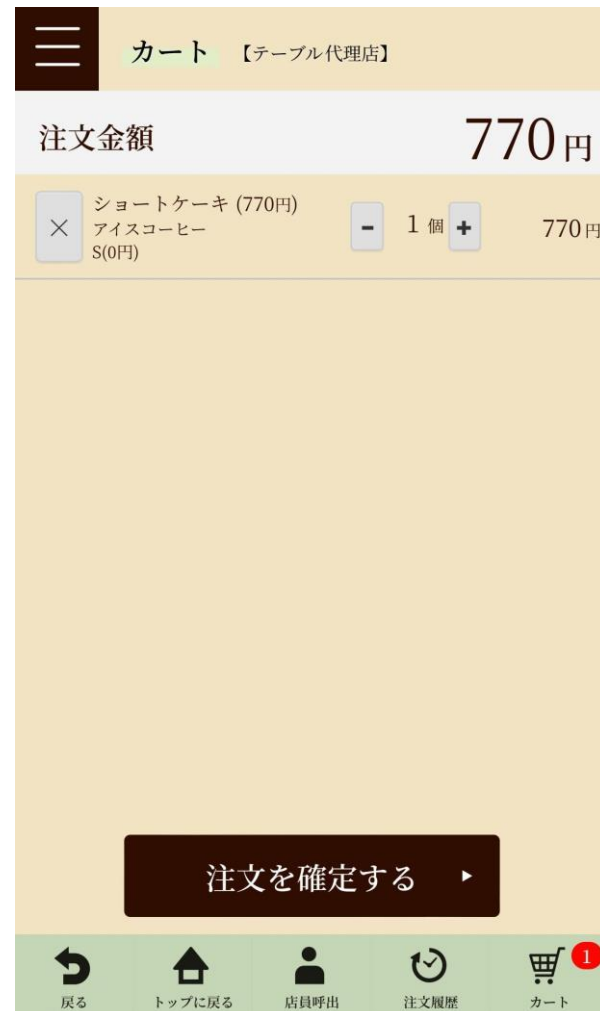 カート 【テーブル代理店】
注文金額 770円
ショートケーキ (770円)
アイスコーヒー
S(0円)
- 1 個 + 770円
注文を確定する
戻る トップに戻る 店員呼出 注文履歴 カート 1